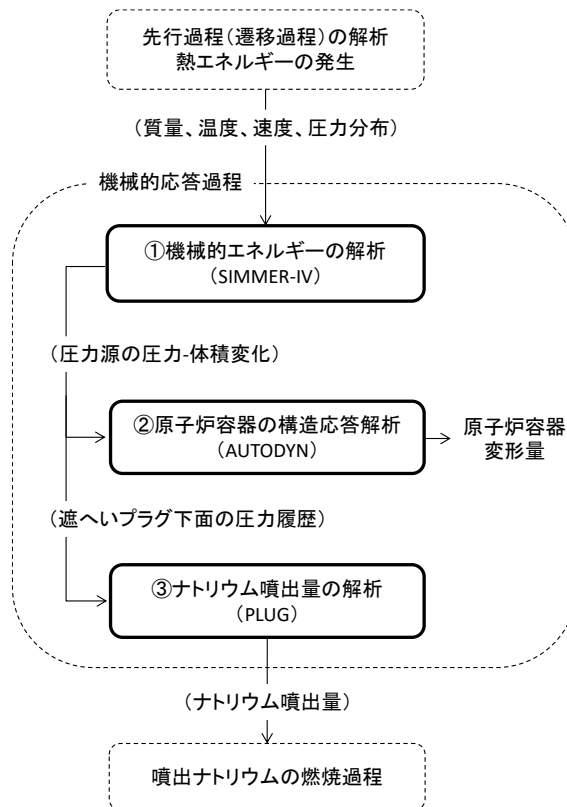 先行過程（遷移過程）の解析
熱エネルギーの発生
（質量、温度、速度、圧力分布）
機械的応答過程
①機械的エネルギーの解析
（SIMMER-IV）
（圧力源の圧力-体積変化）
②原子炉容器の構造応答解析
（AUTODYN）
原子炉容器
変形量
（遮へいプラグ下面の圧力履歴）
③ナトリウム噴出量の解析
（PLUG）
（ナトリウム噴出量）
噴出ナトリウムの燃焼過程